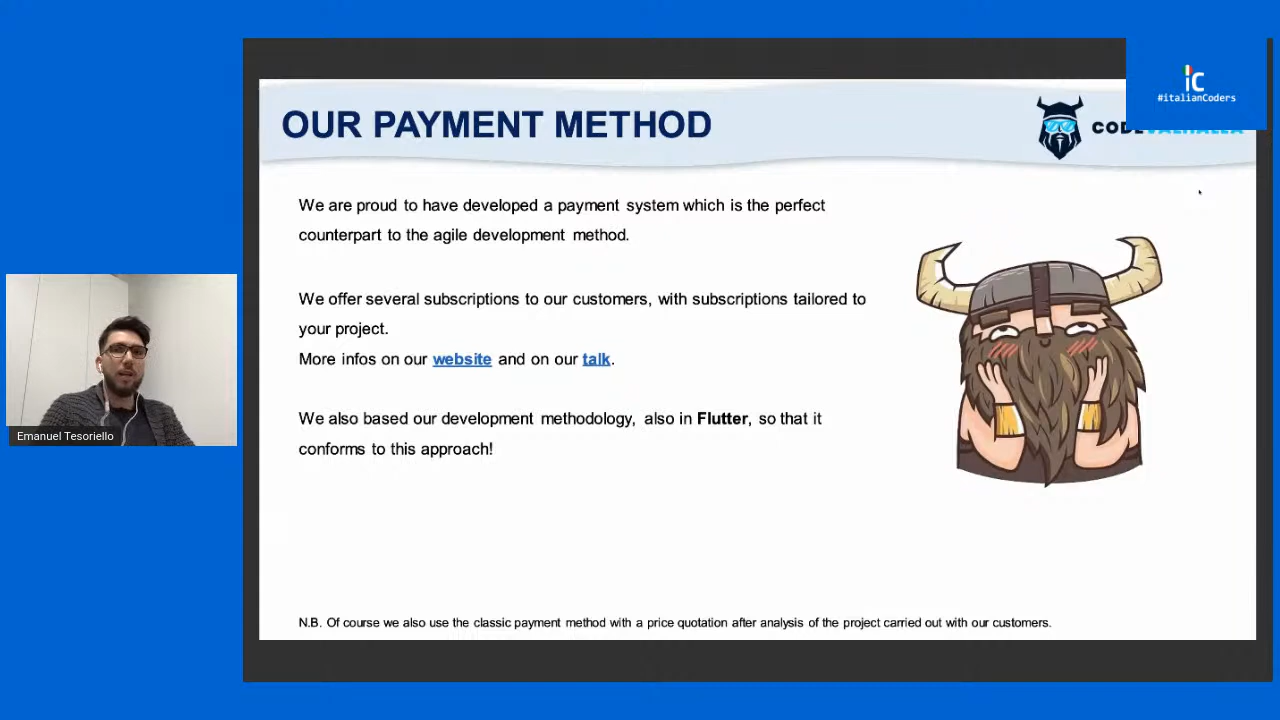 OUR PAYMENT METHOD
iC
#italianCoders
We are proud to have developed a payment system which is the perfect
counterpart to the agile development method.
We offer several subscriptions to our customers, with subscriptions tailored to
your project.
More infos on our website and on our talk.
We also based our development methodology, also in Flutter, so that it
conforms to this approach!
Emanuel Tesoriello
N.B. Of course we also use the classic payment method with a price quotation after analysis of the project carried out with our customers.